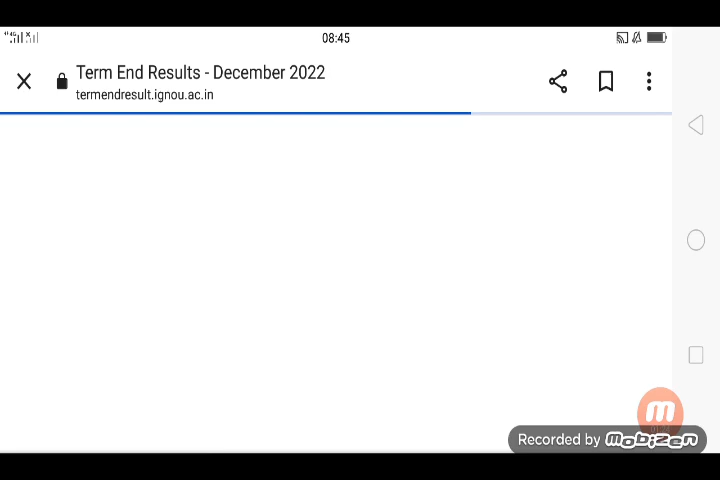 08:45
Term End Results - December 2022
termendresult.ignou.ac.in
Recorded by MOBIZEN